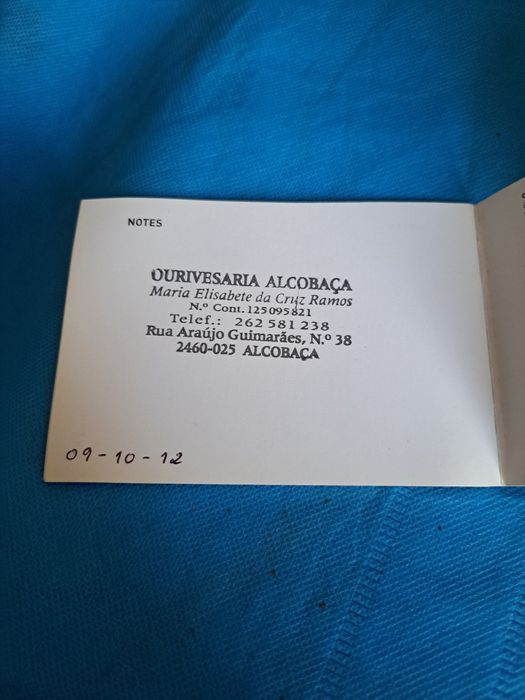 NOTES
OURIVESARIA ALCOBAÇA
Maria Elisabete da Cruz Ramos
N.º Cont. 125095821
Telef.: 262 581 238
Rua Araújo Guimarães, N.º 38
2460-025 ALCOBAÇA
09-10-12